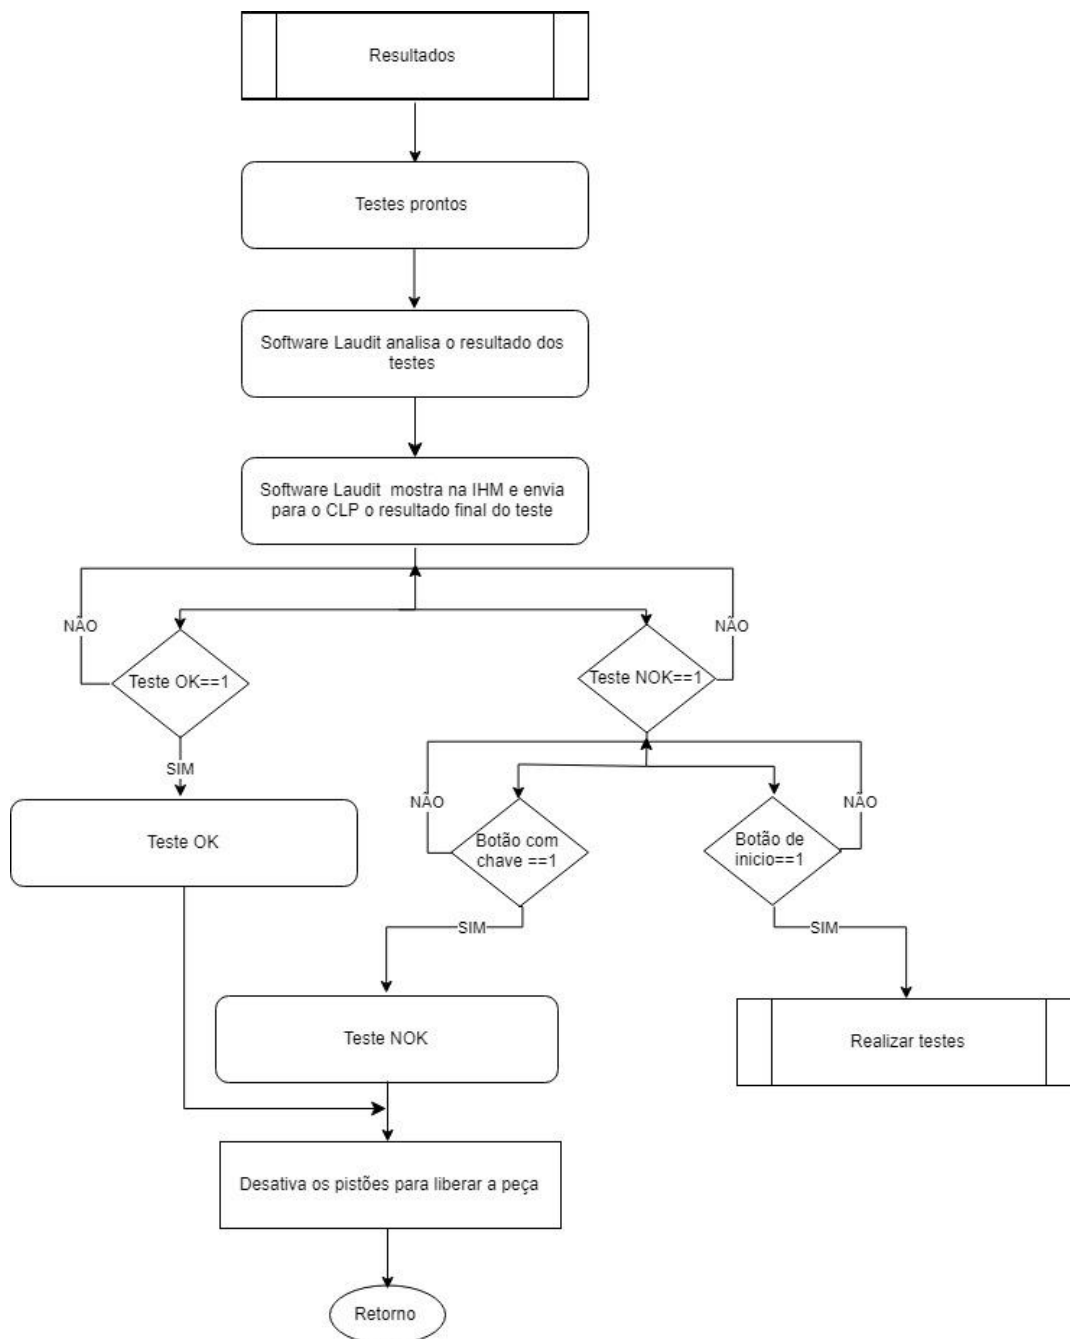 Resultados
Testes prontos
Software Laudit analisa o resultado dos
testes
Software Laudit mostra na IHM e envia
para o CLP o resultado final do teste
NÃO
NÃO
Teste OK==1
Teste NOK==1
SIM
NÃO
NÃO
Teste OK
Botão com
chave ==1
Botão de
inicio==1
SIM
SIM
Teste NOK
Realizar testes
Desativa os pistões para liberar a peça
Retorno